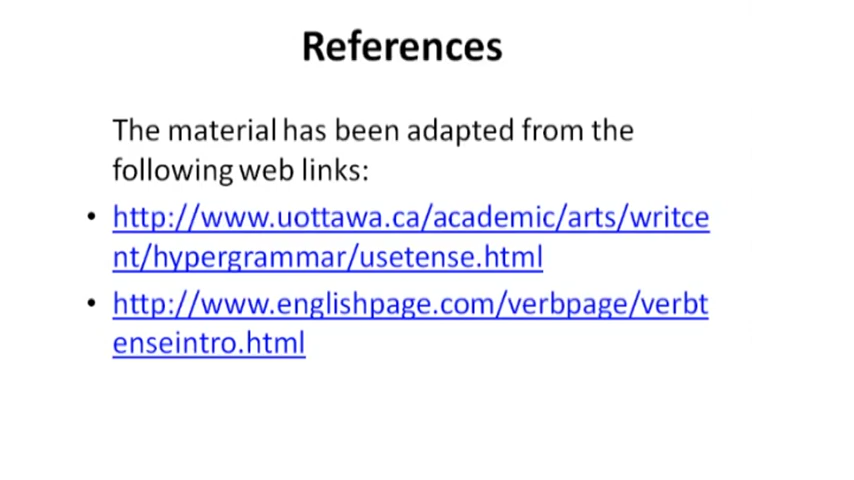 References
The material has been adapted from the
following web links:
• http://www.uottawa.ca/academic/arts/writce
nt/hypergrammar/usetense.html
• http://www.englishpage.com/verbpage/verbt
enseintro.html